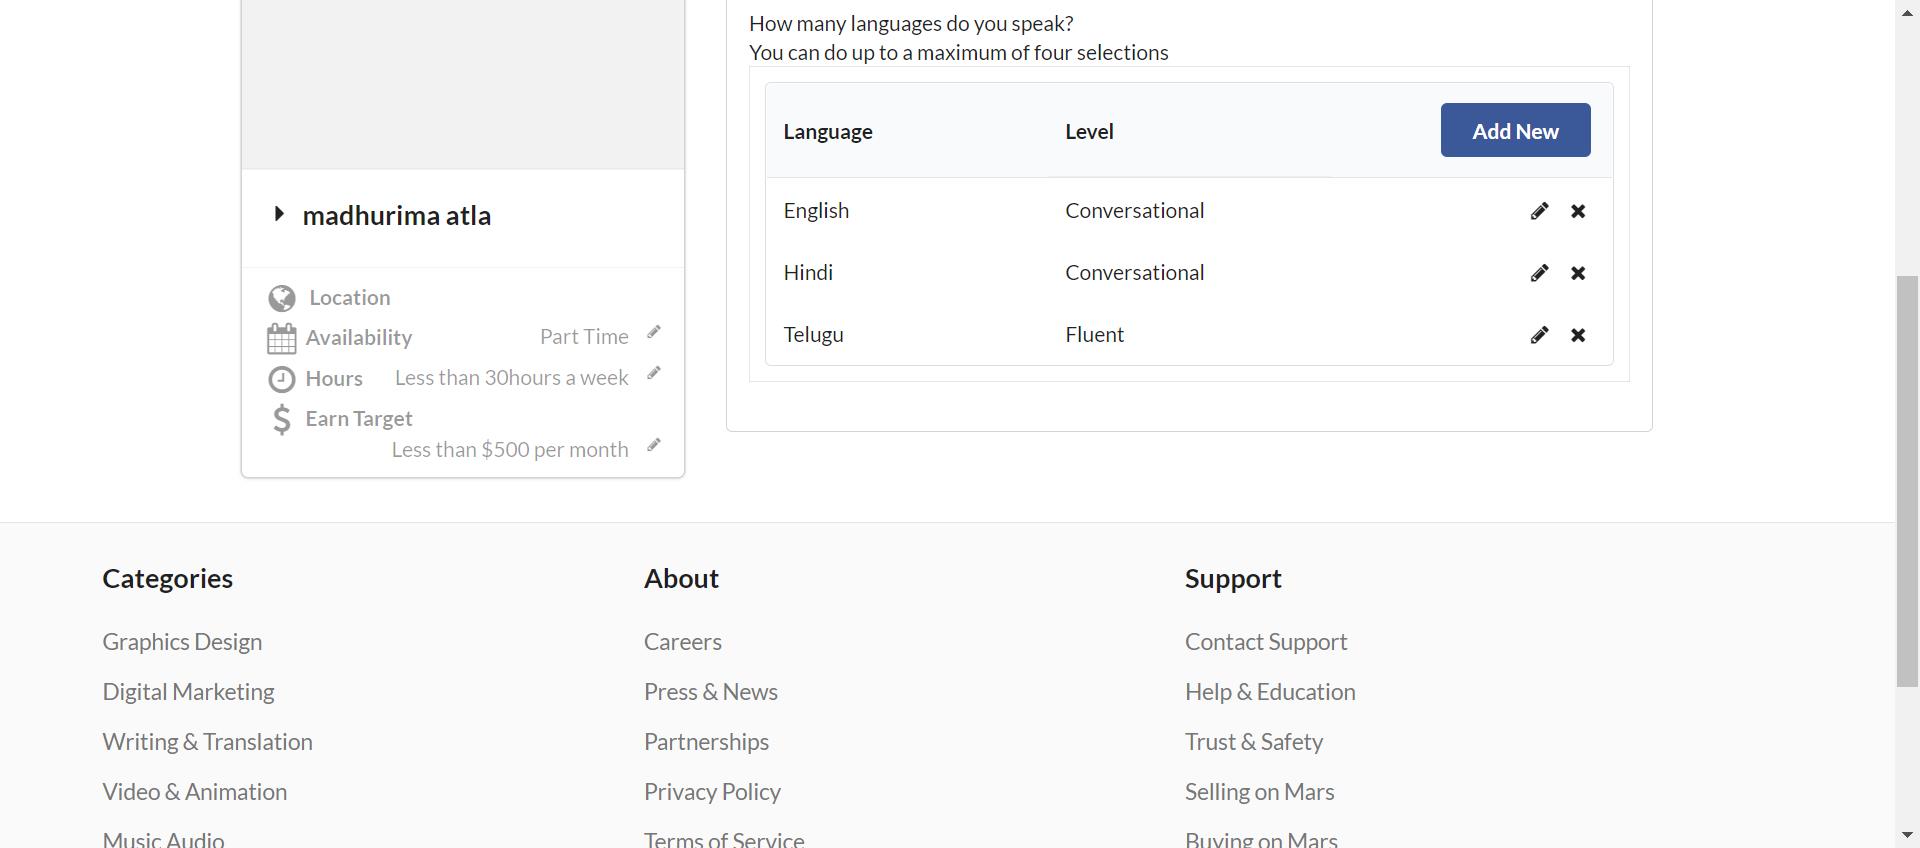 How many languages do you speak?
You can do up to a maximum of four selections
Language Level Add New
English Conversational
Hindi Conversational
Telugu Fluent
madhurima atla
Location
Availability Part Time
Hours Less than 30hours a week
Earn Target
Less than $500 per month
Categories
Graphics Design
Digital Marketing
Writing & Translation
Video & Animation
Music Audio
About
Careers
Press & News
Partnerships
Privacy Policy
Terms of Service
Support
Contact Support
Help & Education
Trust & Safety
Selling on Mars
Buying on Mars